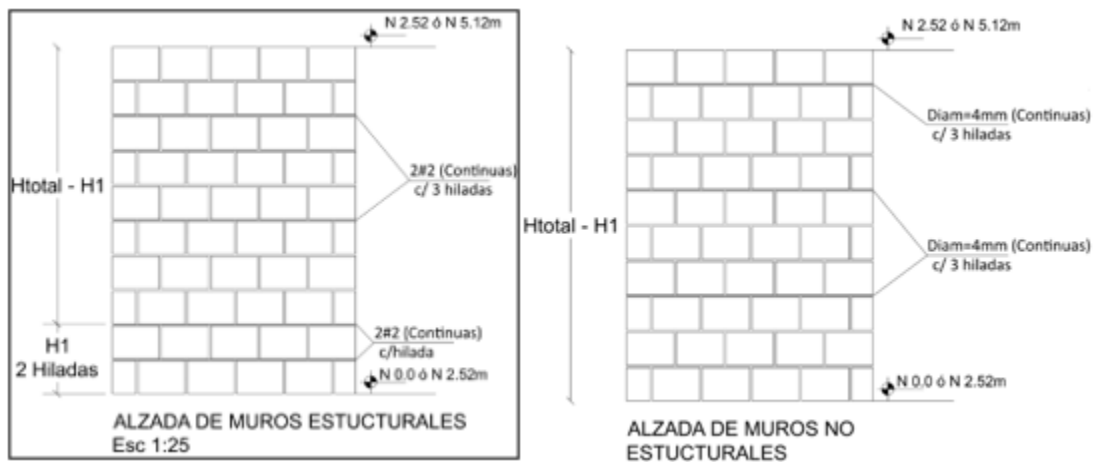 N 2.52 ó N 5.12m
Htotal - H1
2#2 (Continuas)
c/ 3 hiladas
H1
2 Hiladas
2#2 (Continuas)
c/hilada
N 0.0 ó N 2.52m
ALZADA DE MUROS ESTUCTURALES
Esc 1:25
N 2.52 ó N 5.12m
Diam=4mm (Continuas)
c/ 3 hiladas
Htotal - H1
Diam=4mm (Continuas)
c/ 3 hiladas
N 0.0 ó N 2.52m
ALZADA DE MUROS NO
ESTUCTURALES